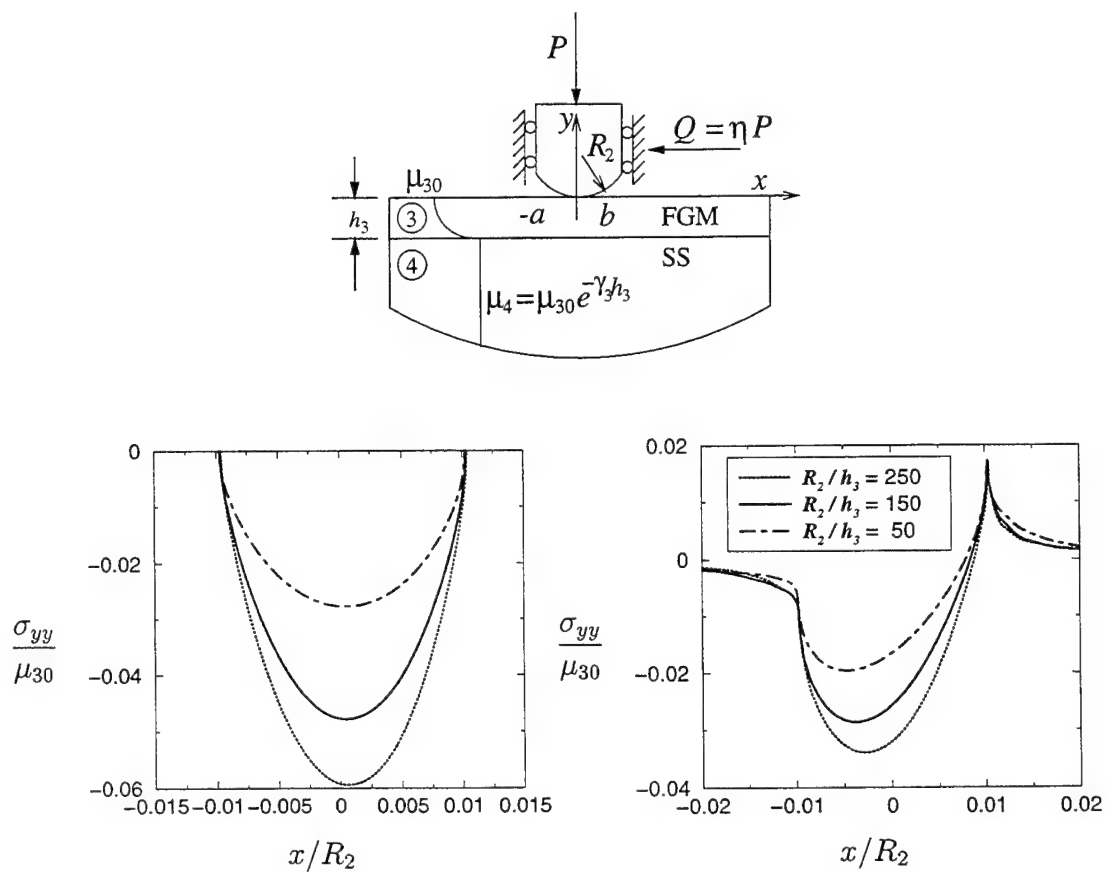 P
y
Q = η P
R₂
μ₃₀
x
h₃
③
-a
b
FGM
④
SS
μ₄ = μ₃₀ e^{-γ₃h₃}
0
−0.02
−0.04
−0.06
σyy
μ30
−0.015
−0.01
−0.005
0
0.005
0.01
0.015
x/R₂
0.02
0
−0.02
−0.04
σyy
μ30
R₂ / h₃ = 250
R₂ / h₃ = 150
R₂ / h₃ = 50
−0.02
−0.01
0
0.01
0.02
x/R₂